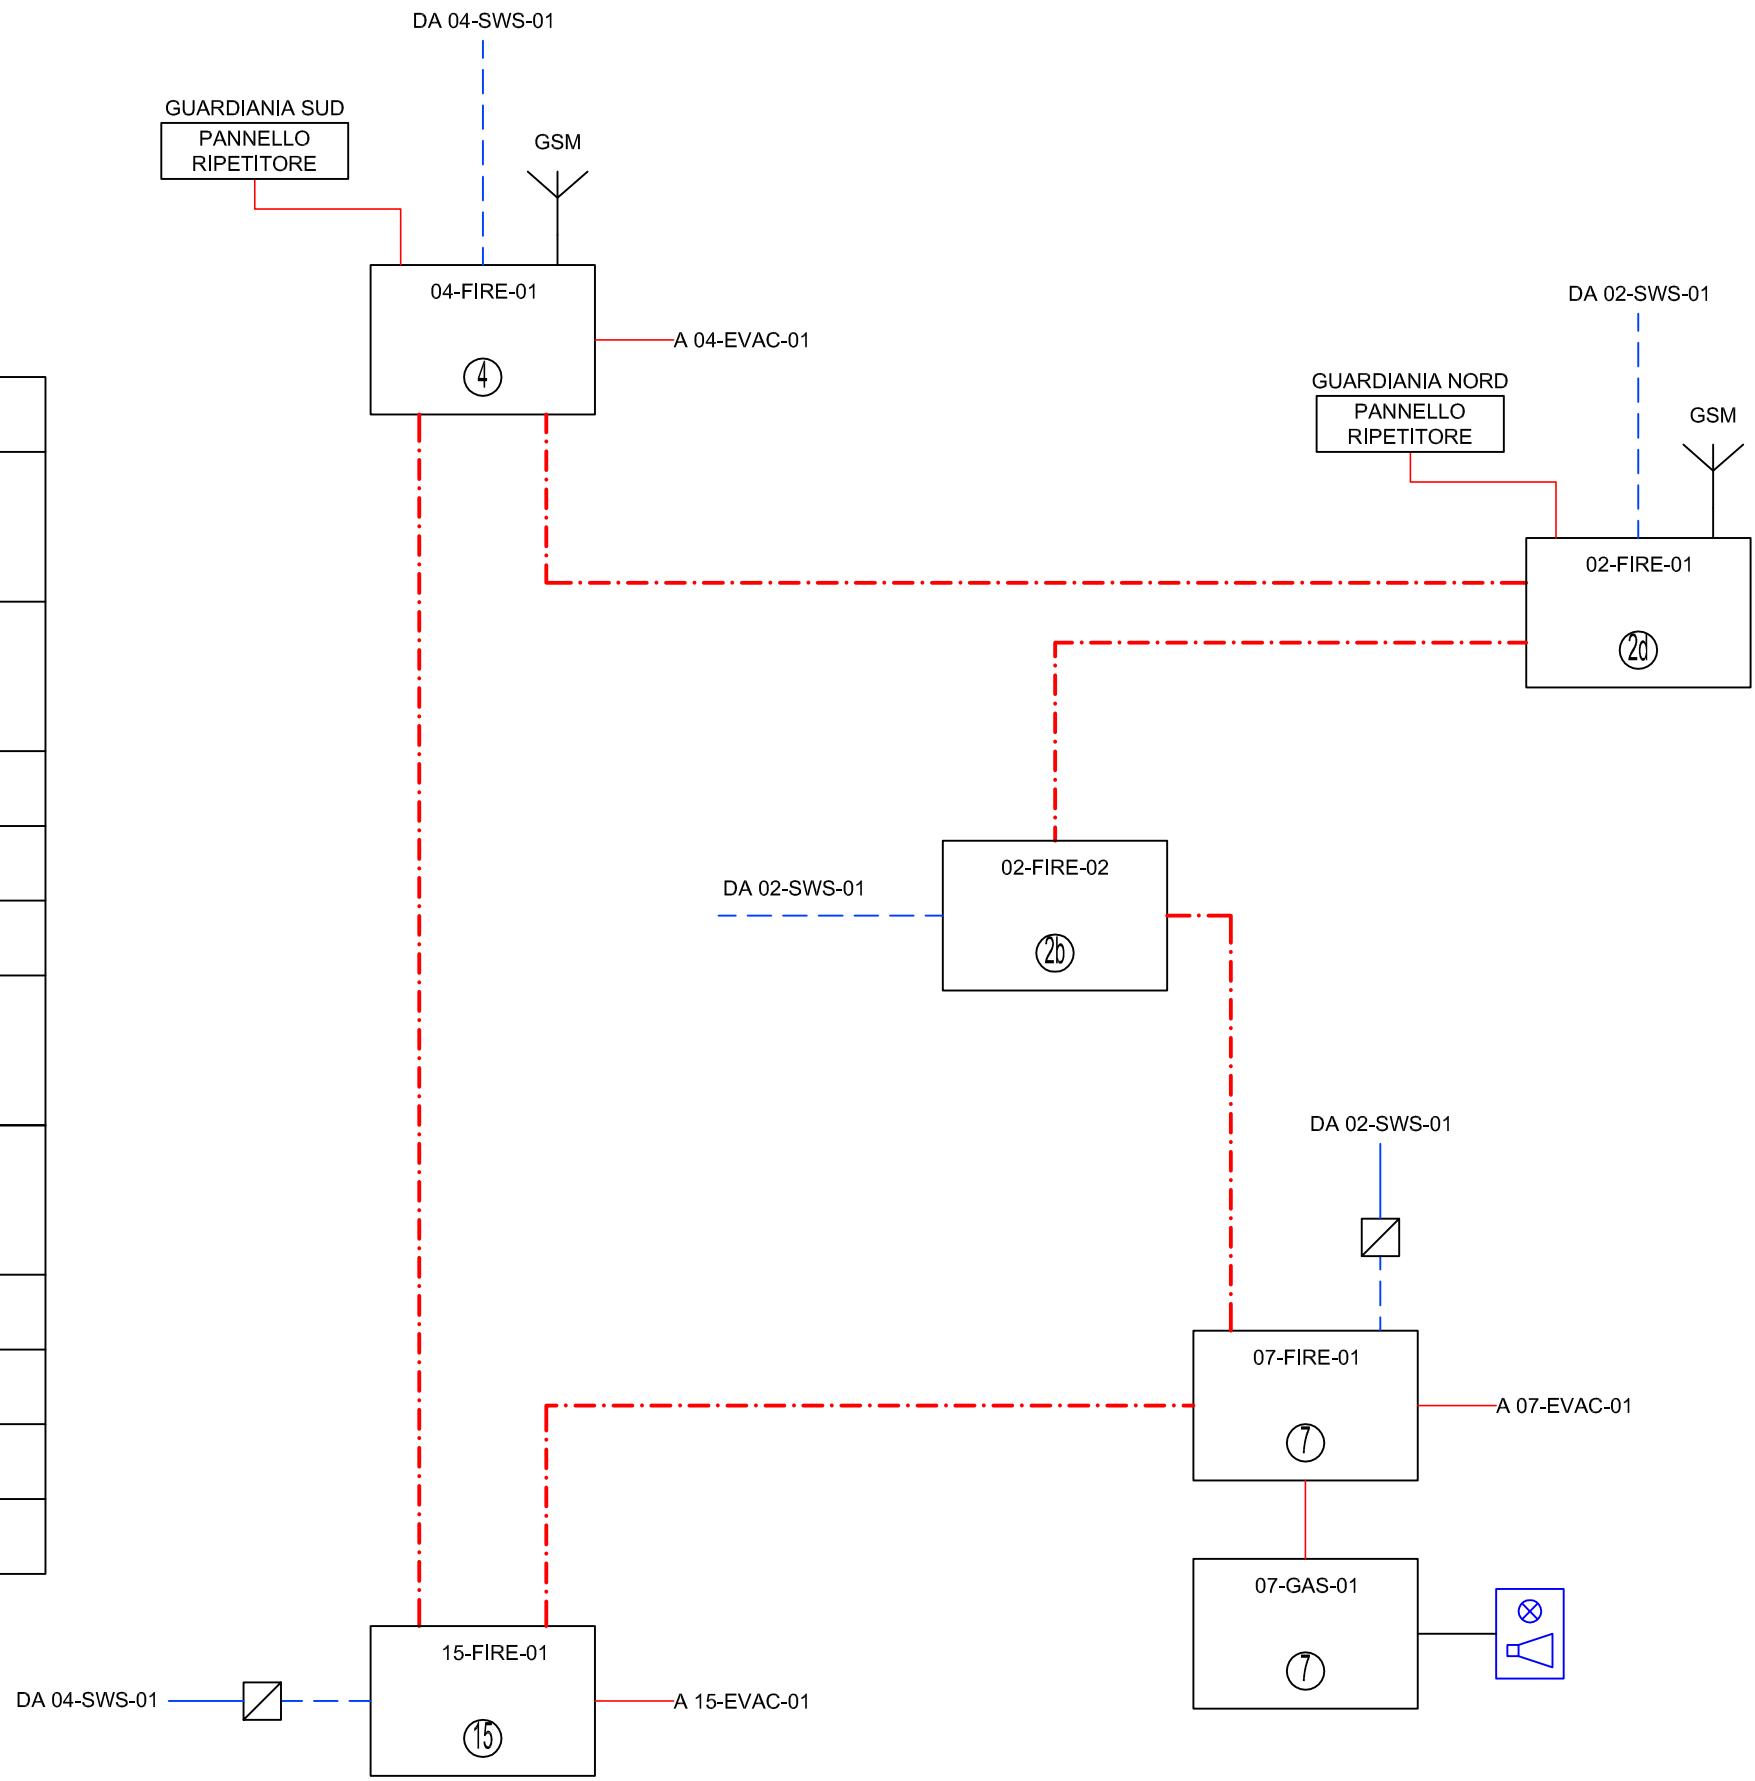 DA 04-SWS-01
GUARDIANIA SUD
PANNELLO
RIPETITORE
GSM
04-FIRE-01
A 04-EVAC-01
4
DA 02-SWS-01
GUARDIANIA NORD
PANNELLO
RIPETITORE
GSM
02-FIRE-01
2d
02-FIRE-02
DA 02-SWS-01
2b
DA 02-SWS-01
07-FIRE-01
A 07-EVAC-01
7
07-GAS-01
7
15-FIRE-01
DA 04-SWS-01
A 15-EVAC-01
15